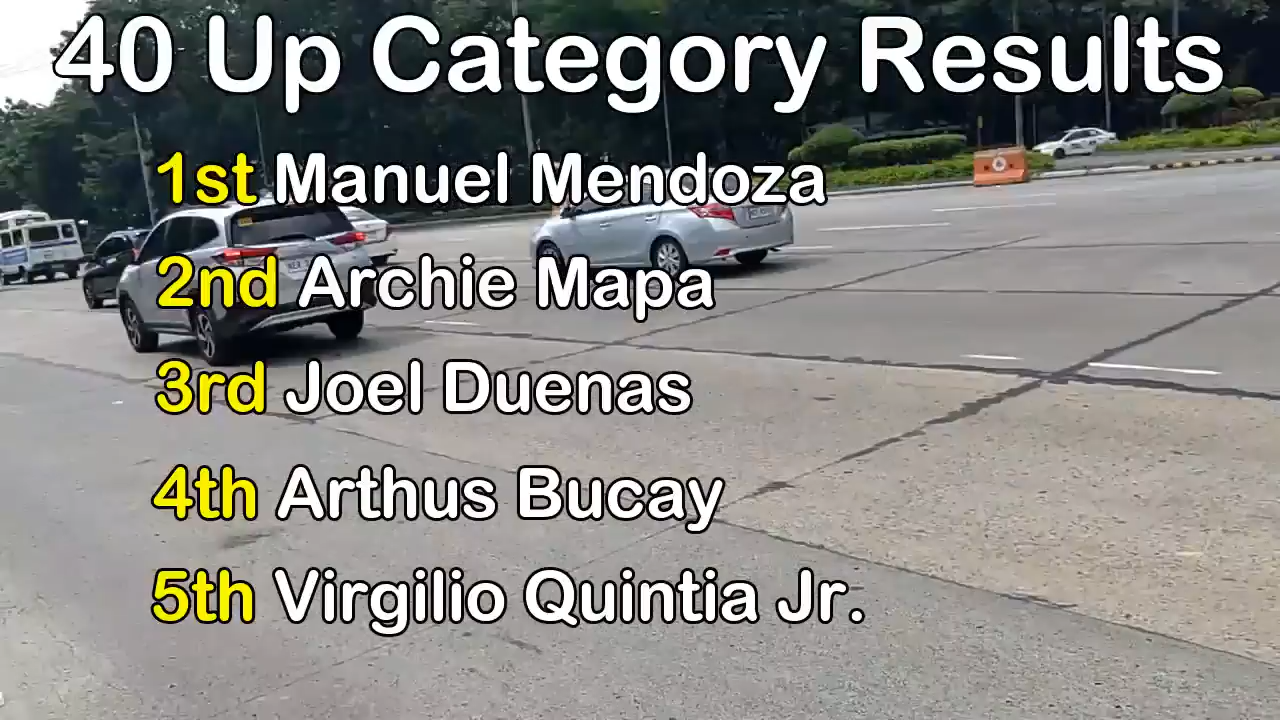 40 Up Category Results
1st Manuel Mendoza
2nd Archie Mapa
3rd Joel Duenas
4th Arthus Bucay
5th Virgilio Quintia Jr.